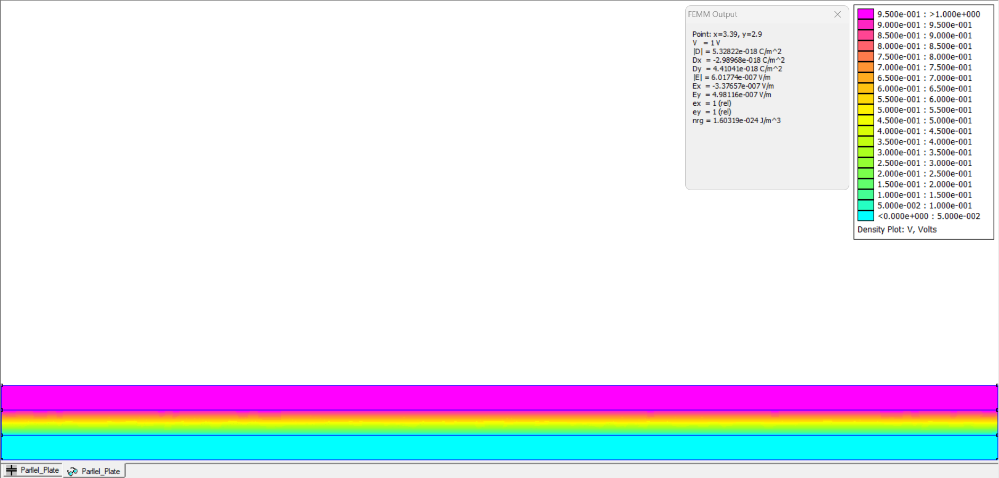 FEMM Output
Point: x=3.39, y=2.9
V = 1 V
|D| = 5.32822e-018 C/m^2
Dx = -2.98968e-018 C/m^2
Dy = 4.41041e-018 C/m^2
|E| = 6.01774e-007 V/m
Ex = -3.37657e-007 V/m
Ey = 4.98116e-007 V/m
ex = 1 (rel)
ey = 1 (rel)
nrg = 1.60319e-024 J/m^3
9.500e-001 : >1.000e+000
9.000e-001 : 9.500e-001
8.500e-001 : 9.000e-001
8.000e-001 : 8.500e-001
7.500e-001 : 8.000e-001
7.000e-001 : 7.500e-001
6.500e-001 : 7.000e-001
6.000e-001 : 6.500e-001
5.500e-001 : 6.000e-001
5.000e-001 : 5.500e-001
4.500e-001 : 5.000e-001
4.000e-001 : 4.500e-001
3.500e-001 : 4.000e-001
3.000e-001 : 3.500e-001
2.500e-001 : 3.000e-001
2.000e-001 : 2.500e-001
1.500e-001 : 2.000e-001
1.000e-001 : 1.500e-001
5.000e-002 : 1.000e-001
<0.000e+000 : 5.000e-002
Density Plot: V, Volts
Parllel_Plate
Parllel_Plate